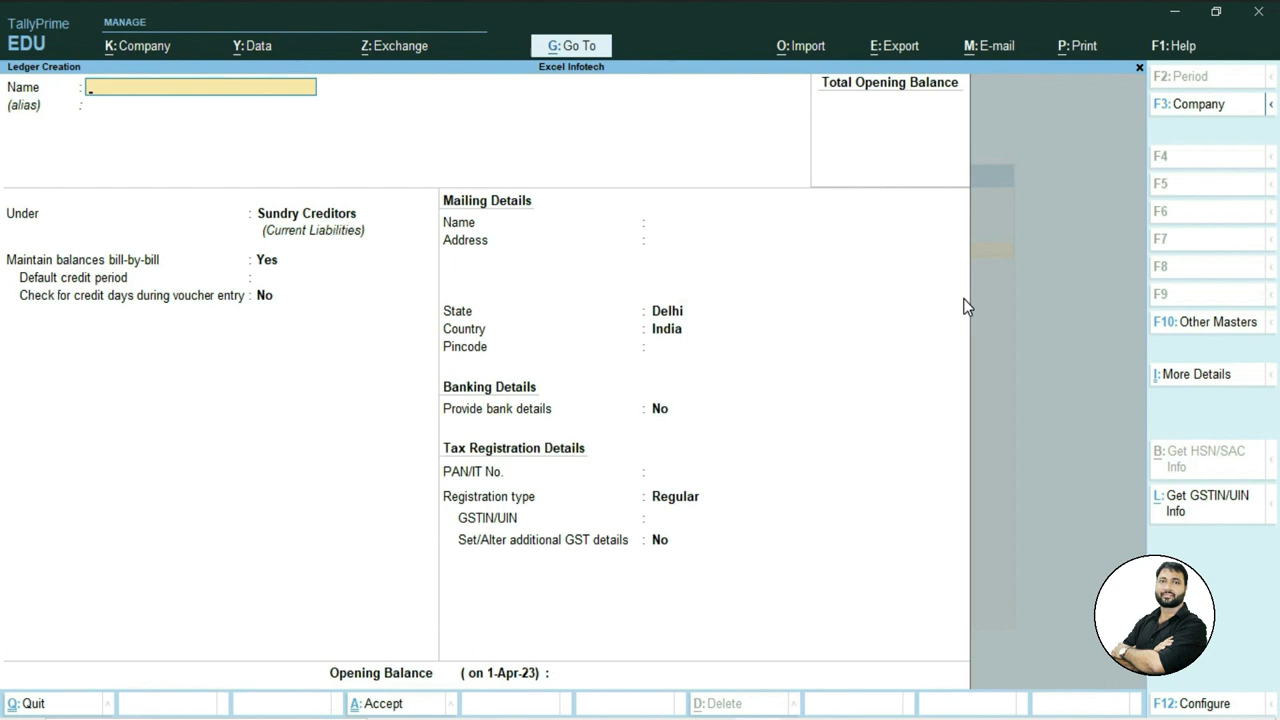 TallyPrime
EDU
MANAGE
K: Company
Y: Data
Z: Exchange
G: Go To
O: Import
E: Export
M: E-mail
P: Print
F1: Help
Ledger Creation
Excel Infotech
x
Name :
(alias) :
Total Opening Balance
Under : Sundry Creditors
(Current Liabilities)
Maintain balances bill-by-bill : Yes
Default credit period :
Check for credit days during voucher entry : No
Mailing Details
Name :
Address :
State : Delhi
Country : India
Pincode :
Banking Details
Provide bank details : No
Tax Registration Details
PAN/IT No. :
Registration type : Regular
GSTIN/UIN :
Set/Alter additional GST details : No
Opening Balance ( on 1-Apr-23) :
F2: Period
F3: Company
F4
F5
F6
F7
F8
F9
F10: Other Masters
I: More Details
B: Get HSN/SAC
Info
L: Get GSTIN/UIN
Info
Q: Quit
A: Accept
D: Delete
F12: Configure